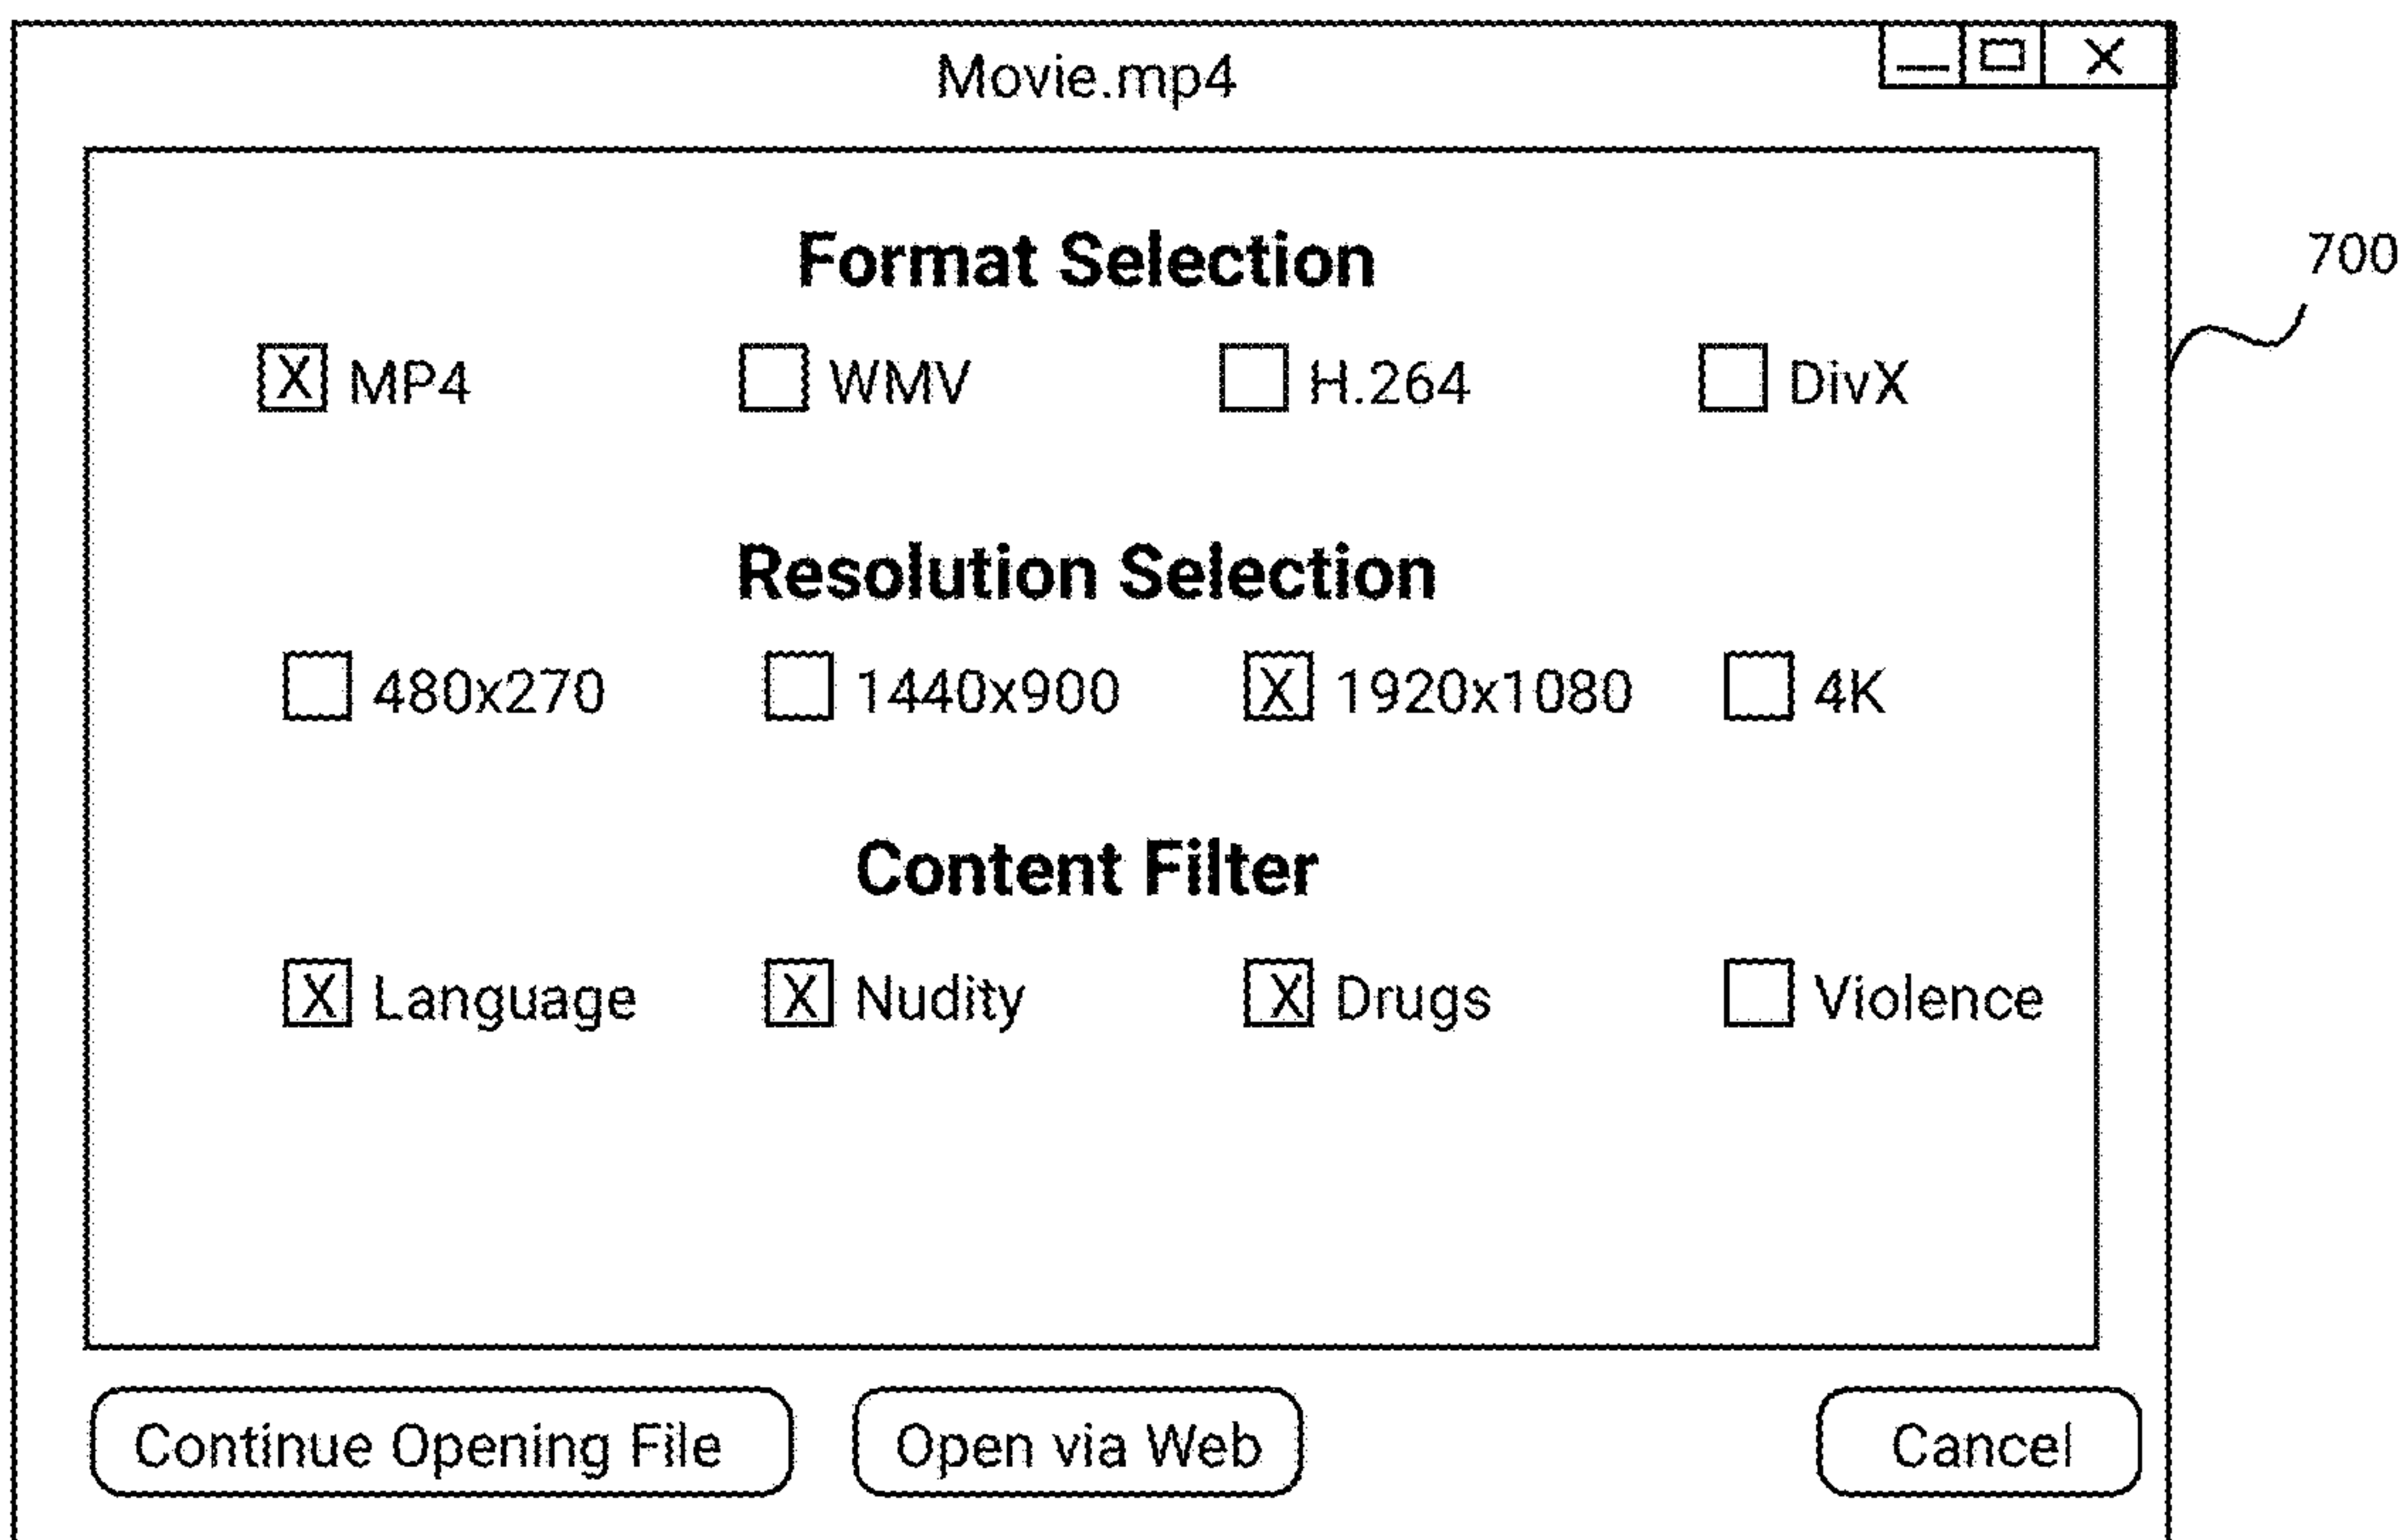 Movie.mp4
700
Format Selection
X MP4 WMV H.264 DivX
Resolution Selection
480x270 1440x900 X 1920x1080 4K
Content Filter
X Language X Nudity X Drugs Violence
Continue Opening File Open via Web Cancel